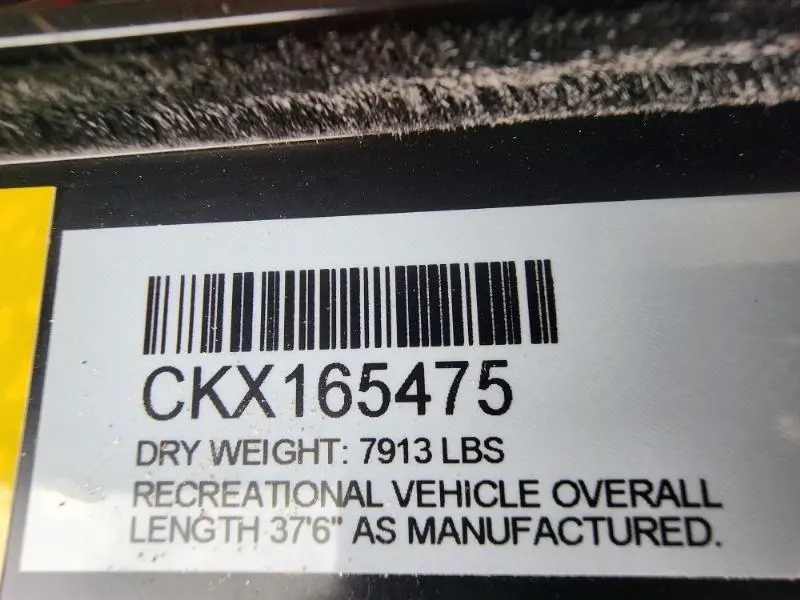 CKX165475
DRY WEIGHT: 7913 LBS
RECREATIONAL VEHICLE OVERALL
LENGTH 37'6" AS MANUFACTURED.